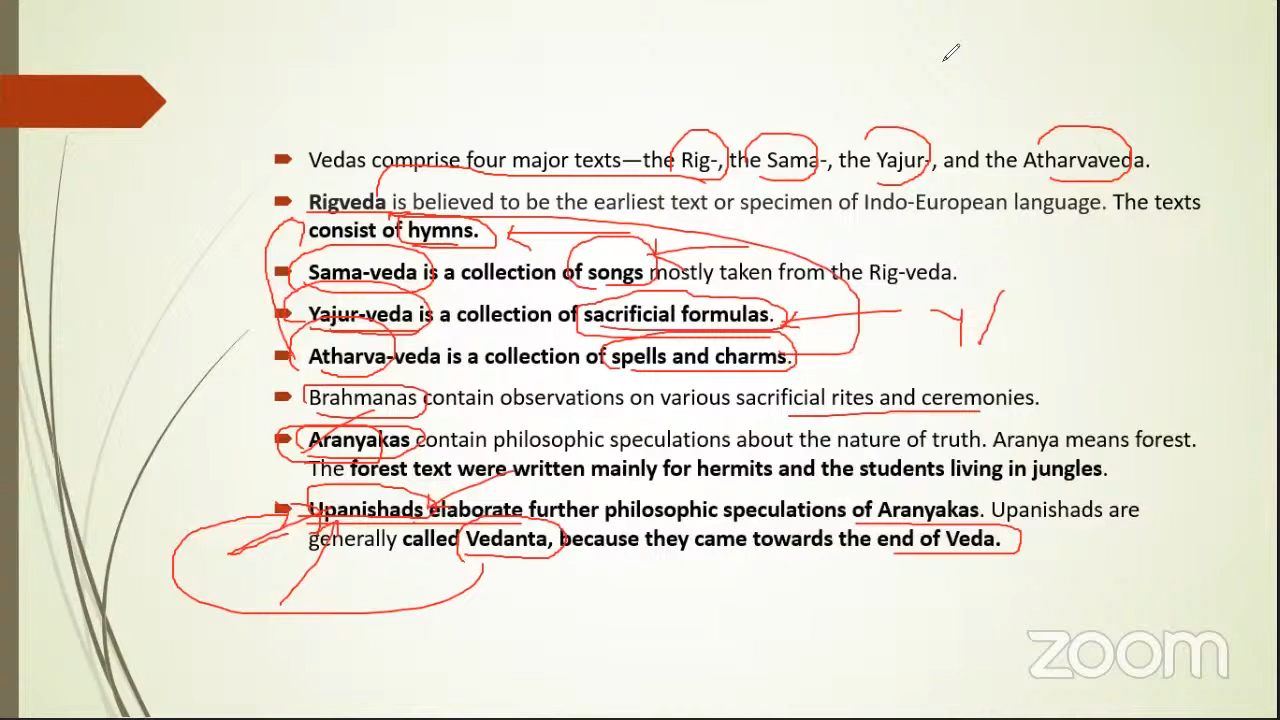 Vedas comprise four major texts—the Rig-, the Sama-, the Yajur-, and the Atharvaveda.
Rigveda is believed to be the earliest text or specimen of Indo-European language. The texts
consist of hymns.
Sama-veda is a collection of songs mostly taken from the Rig-veda.
Yajur-veda is a collection of sacrificial formulas.
Atharva-veda is a collection of spells and charms.
Brahmanas contain observations on various sacrificial rites and ceremonies.
Aranyakas contain philosophic speculations about the nature of truth. Aranya means forest.
The forest text were written mainly for hermits and the students living in jungles.
Upanishads elaborate further philosophic speculations of Aranyakas. Upanishads are
generally called Vedanta, because they came towards the end of Veda.
zoom